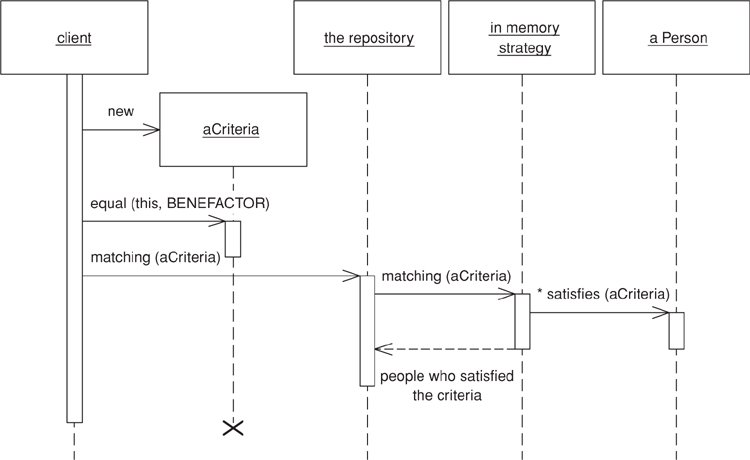 client
the repository
in memory
strategy
a Person
new
aCriteria
equal (this, BENEFACTOR)
matching (aCriteria)
matching (aCriteria)
* satisfies (aCriteria)
people who satisfied
the criteria